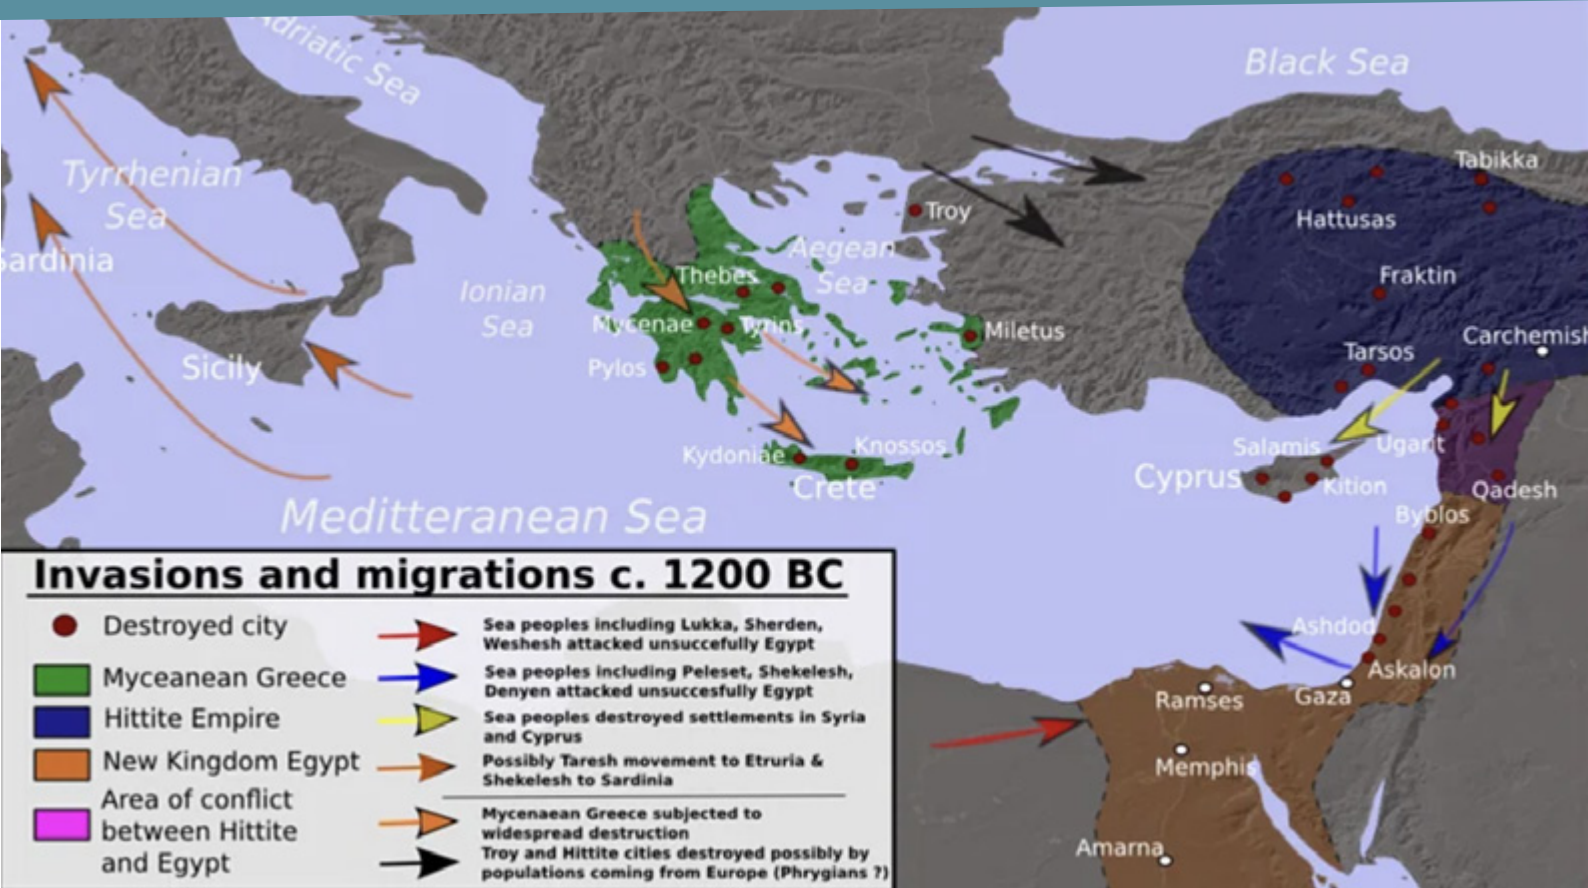 Adriatic Sea
Black Sea
Tyrrhenian
Sea
Sardinia
Sicily
Ionian
Sea
Aegean
Sea
Troy
Thebes
Mycenae
Tyrins
Pylos
Miletus
Kydoniae
Knossos
Crete
Meditteranean Sea
Tabikka
Hattusas
Fraktin
Carchemish
Tarsos
Salamis
Ugarit
Cyprus
Kition
Qadesh
Byblos
Ashdod
Askalon
Gaza
Ramses
Memphis
Amarna
Invasions and migrations c. 1200 BC
Destroyed city
Myceanean Greece
Hittite Empire
New Kingdom Egypt
Area of conflict
between Hittite
and Egypt
Sea peoples including Lukka, Sherden,
Weshesh attacked unsuccefully Egypt
Sea peoples including Peleset, Shekelesh,
Denyen attacked unsuccesfully Egypt
Sea peoples destroyed settlements in Syria
and Cyprus
Possibly Taresh movement to Etruria &
Shekelesh to Sardinia
Mycenaean Greece subjected to
widespread destruction
Troy and Hittite cities destroyed possibly by
populations coming from Europe (Phrygians ?)